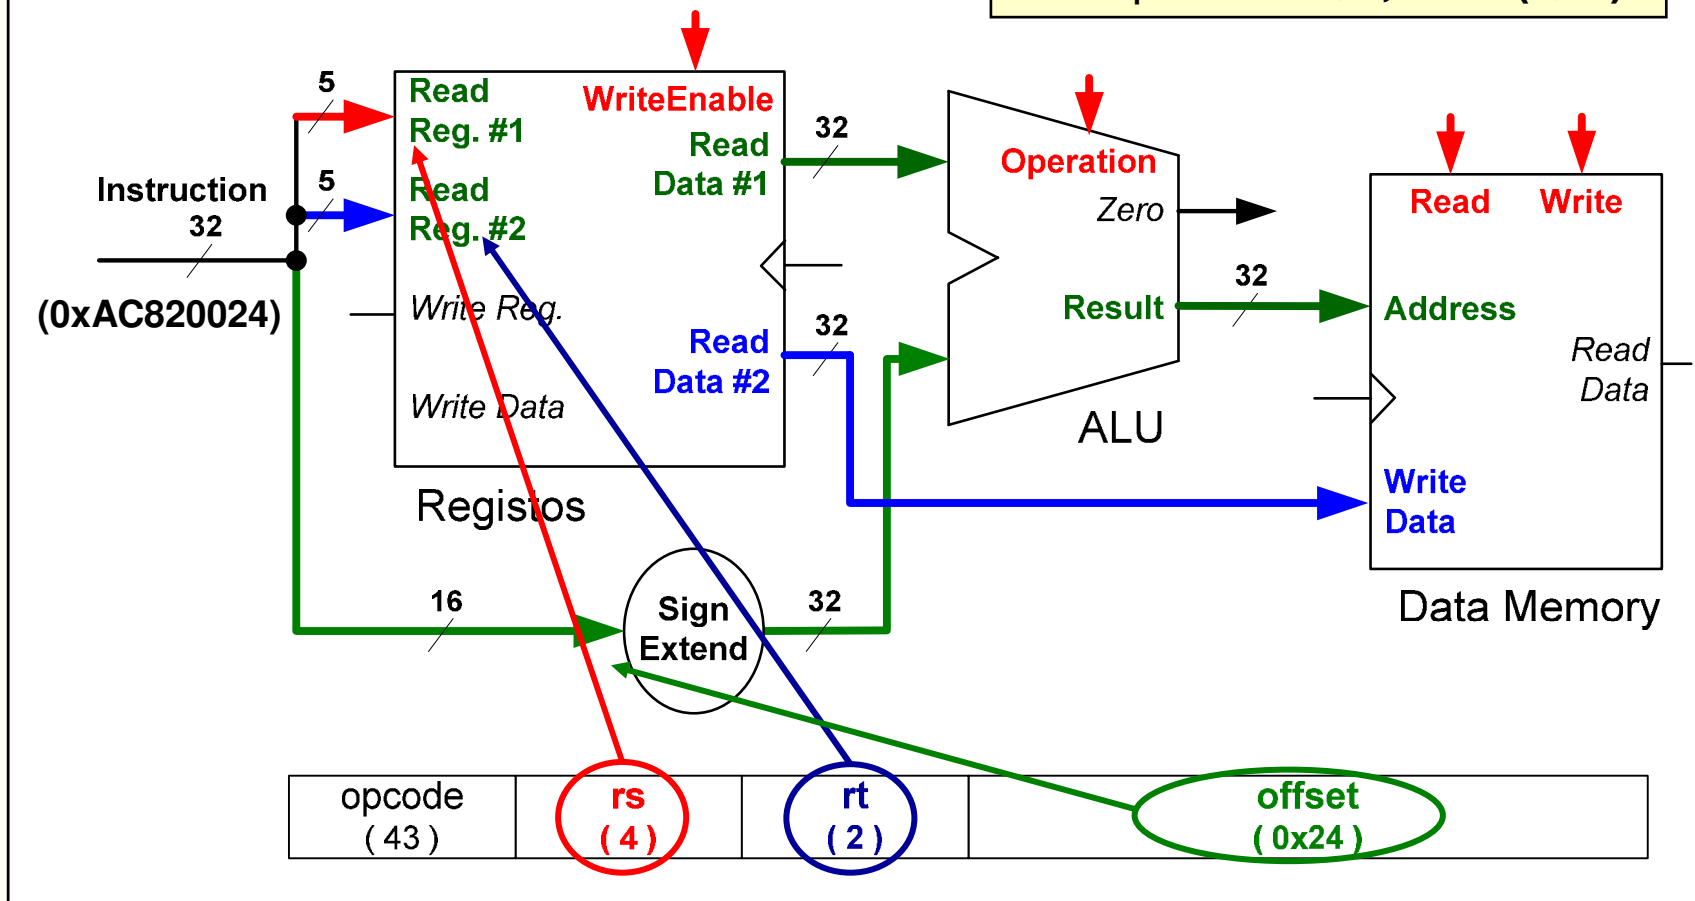 5
Read
Reg. #1
WriteEnable
Read
Data #1
32
Operation
Zero
Read
Write
Instruction
32
5
Read
Reg. #2
(0xAC820024)
Write Reg.
Read
Data #2
32
Result
32
Address
Read
Data
Write Data
ALU
Write
Data
Registos
Data Memory
16
Sign
Extend
32
opcode
( 43 )
rs
( 4 )
rt
( 2 )
offset
( 0x24 )